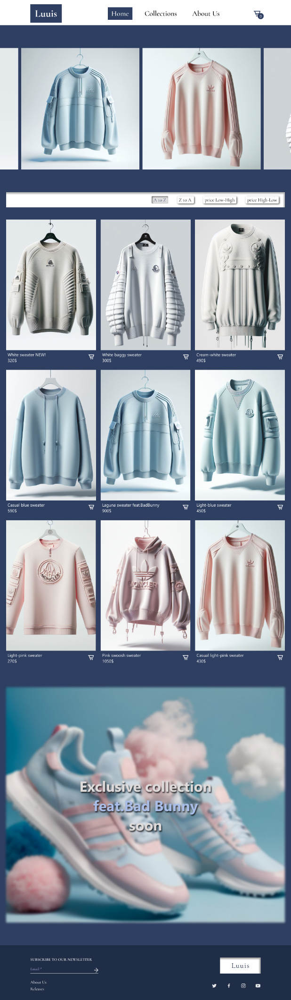 Luuis
Home
Collections
About Us
0
A to Z
Z to A
price Low-High
price High-Low
White sweater NEW!
320$
White baggy sweater
300$
Cream-white sweater
490$
Casual blue sweater
590$
Laguna sweater feat.BadBunny
900$
Light-blue sweater
450$
MONCLER
MONCLER
Light-pink sweater
270$
Pink swoosh sweater
1050$
Casual light-pink sweater
430$
Exclusive collection
feat.Bad Bunny
soon
SUBSCRIBE TO OUR NEWSLETTER
Email *
About Us
Releases
Luuis